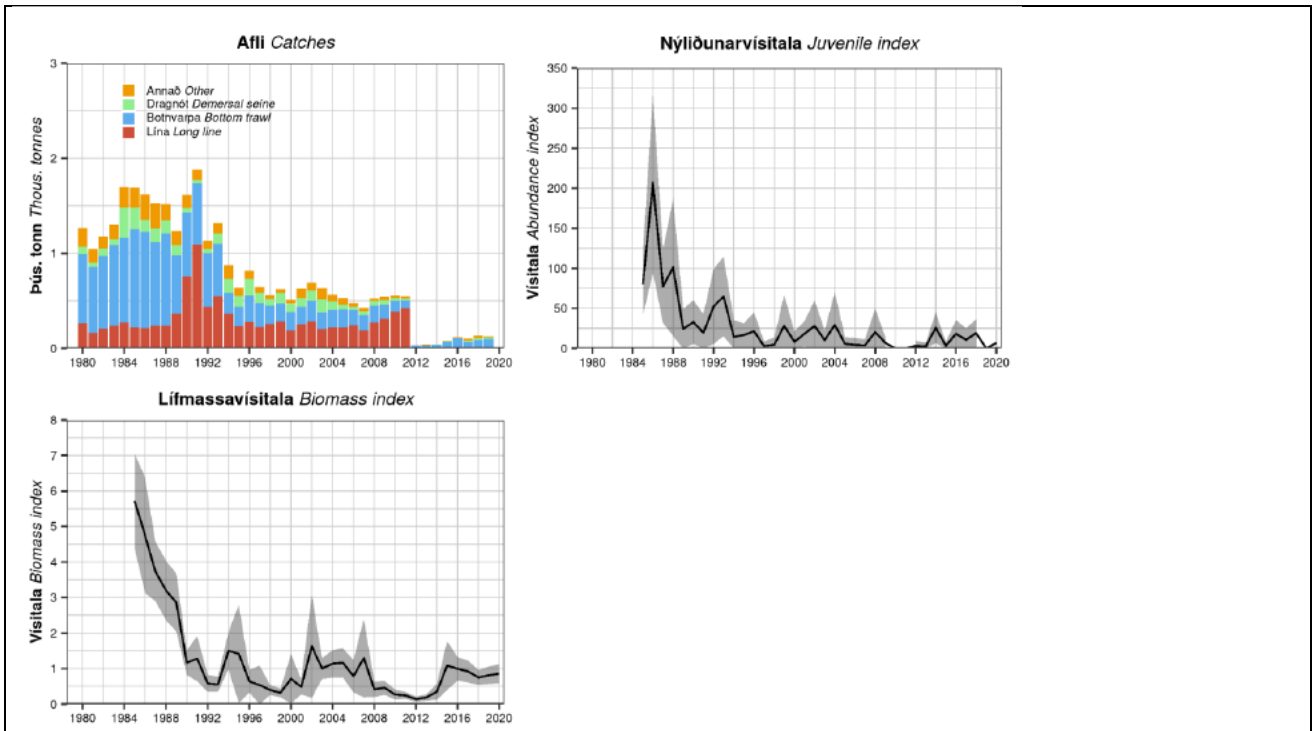 Afli Catches
3
2
1
0
Þús. tonn Thous. tonnes
Annað Other
Dragnót Demersal seine
Botnvarpa Bottom trawl
Lína Long line
1980 1984 1988 1992 1996 2000 2004 2008 2012 2016 2020
Nýliðunarvísitala Juvenile index
350
300
250
200
150
100
50
0
Vísitala Abundance index
1980 1984 1988 1992 1996 2000 2004 2008 2012 2016 2020
Lífmassavísitala Biomass index
8
7
6
5
4
3
2
1
0
Vísitala Biomass index
1980 1984 1988 1992 1996 2000 2004 2008 2012 2016 2020